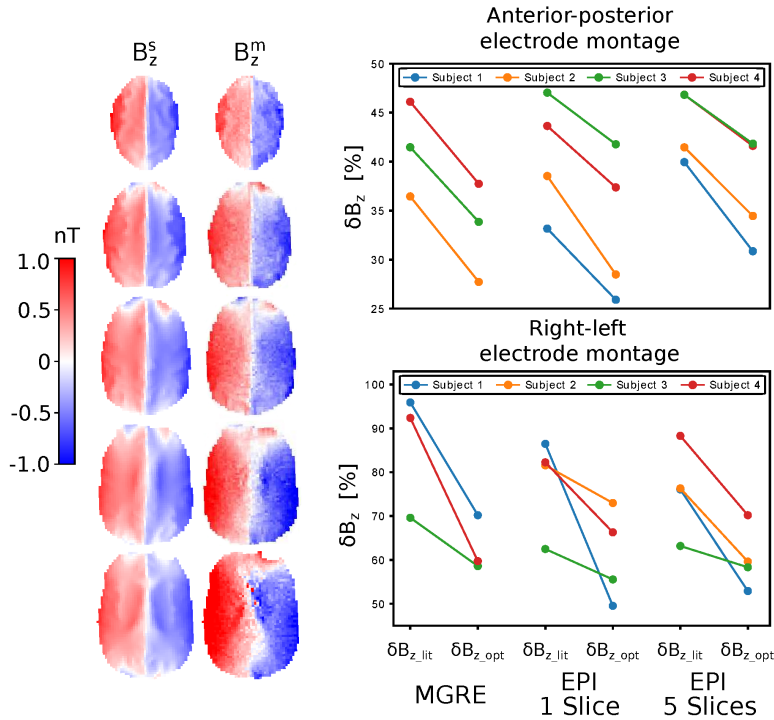 B_z^s
B_z^m
nT
1.0
0.5
0
-0.5
-1.0
Anterior-posterior
electrode montage
Subject 1 Subject 2 Subject 3 Subject 4
50
45
40
35
30
25
δB_z [%]
Right-left
electrode montage
Subject 1 Subject 2 Subject 3 Subject 4
100
90
80
70
60
50
δB_z [%]
δB_z_lit δB_z_opt δB_z_lit δB_z_opt δB_z_lit δB_z_opt
MGRE
EPI
1 Slice
EPI
5 Slices